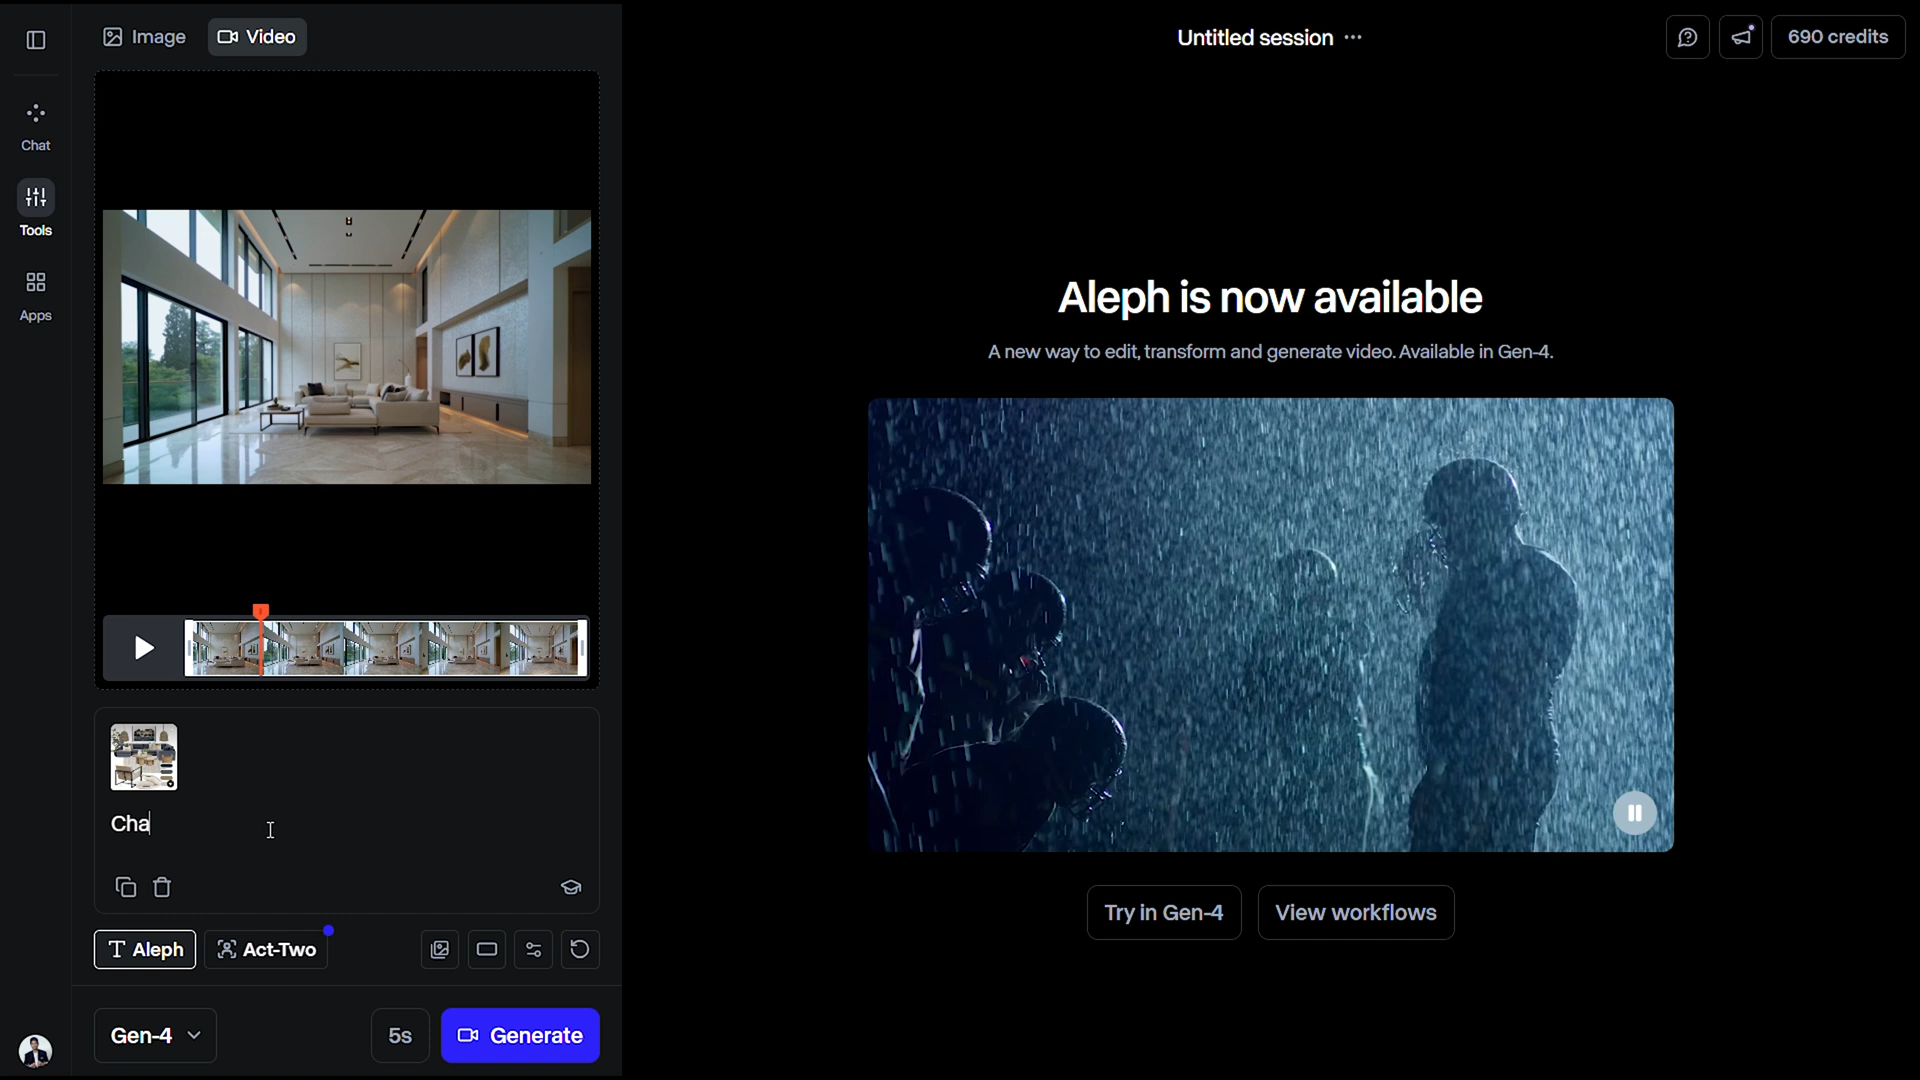 Image
Video
Untitled session
690 credits
Chat
Tools
Apps
Aleph is now available
A new way to edit, transform and generate video. Available in Gen-4.
Cha
Try in Gen-4
View workflows
Aleph
Act-Two
Gen-4
5s
Generate